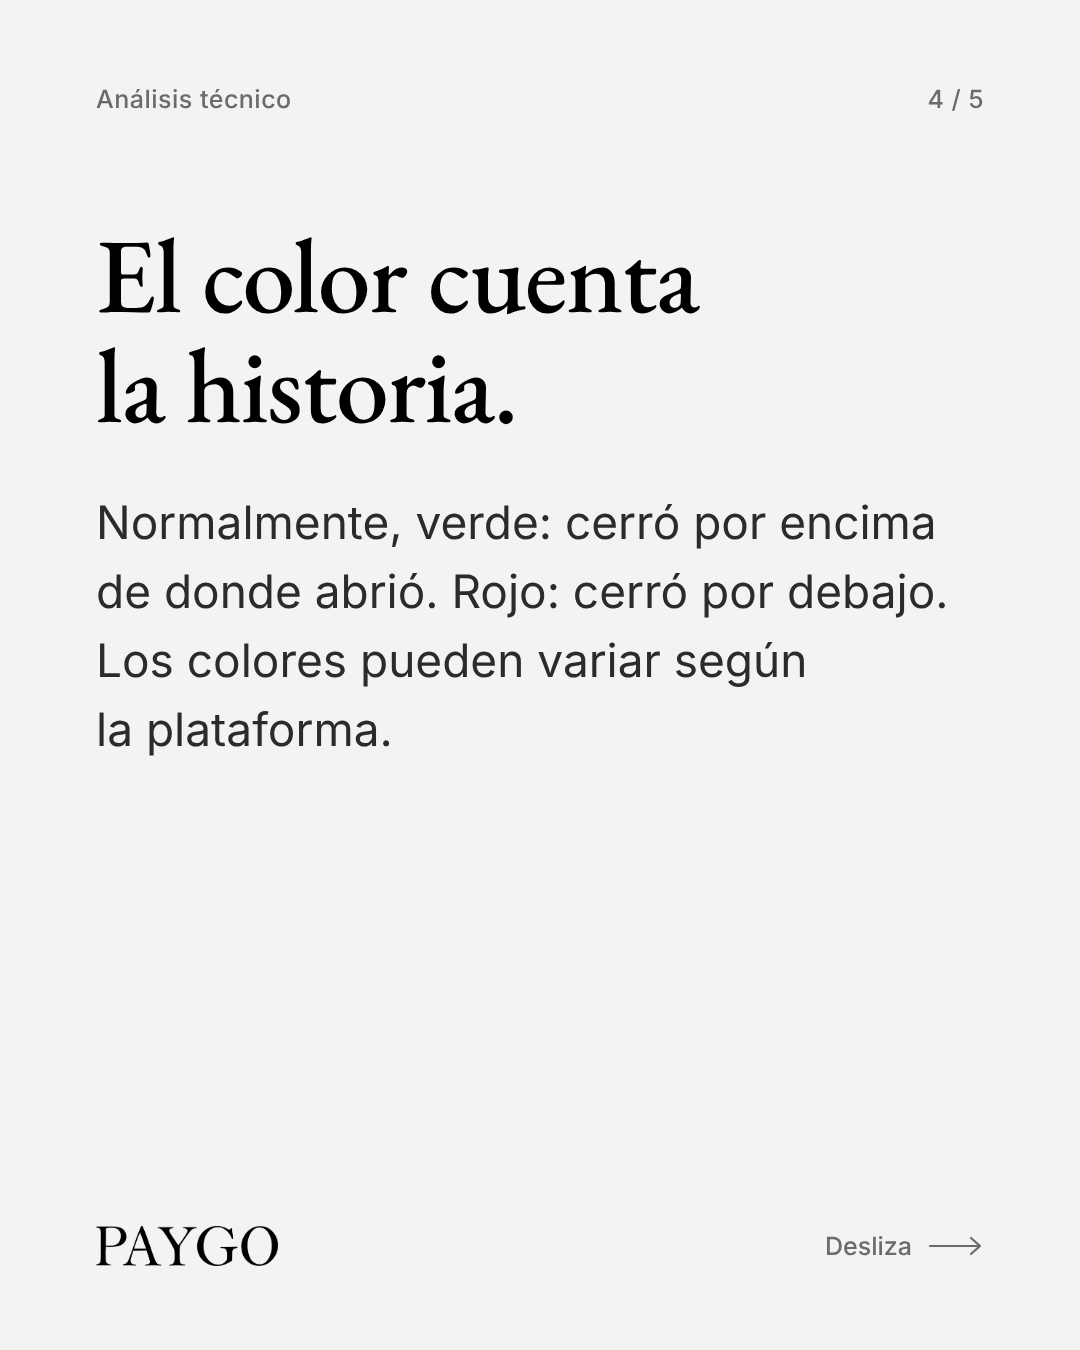 Análisis técnico
4 / 5
El color cuenta
la historia.
Normalmente, verde: cerró por encima
de donde abrió. Rojo: cerró por debajo.
Los colores pueden variar según
la plataforma.
PAYGO
Desliza →